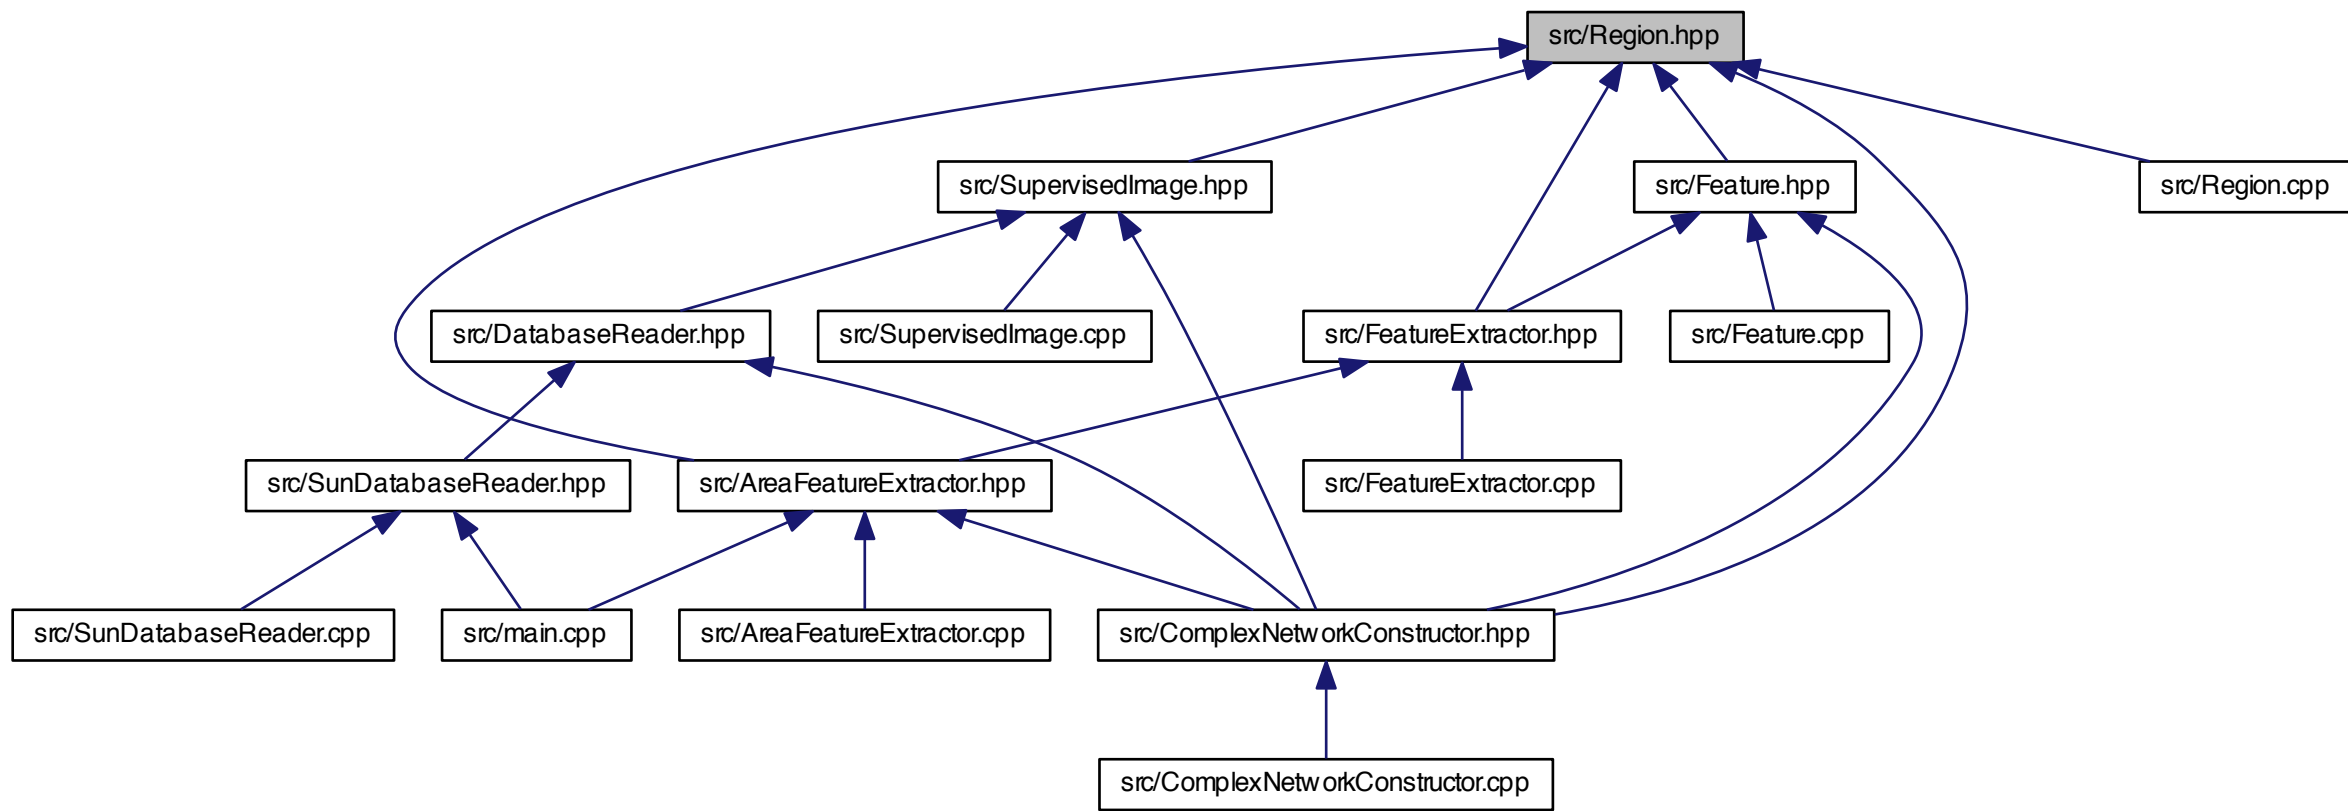 src/Region.hpp
src/SupervisedImage.hpp
src/Feature.hpp
src/Region.cpp
src/DatabaseReader.hpp
src/SupervisedImage.cpp
src/FeatureExtractor.hpp
src/Feature.cpp
src/SunDatabaseReader.hpp
src/AreaFeatureExtractor.hpp
src/FeatureExtractor.cpp
src/SunDatabaseReader.cpp
src/main.cpp
src/AreaFeatureExtractor.cpp
src/ComplexNetworkConstructor.hpp
src/ComplexNetworkConstructor.cpp